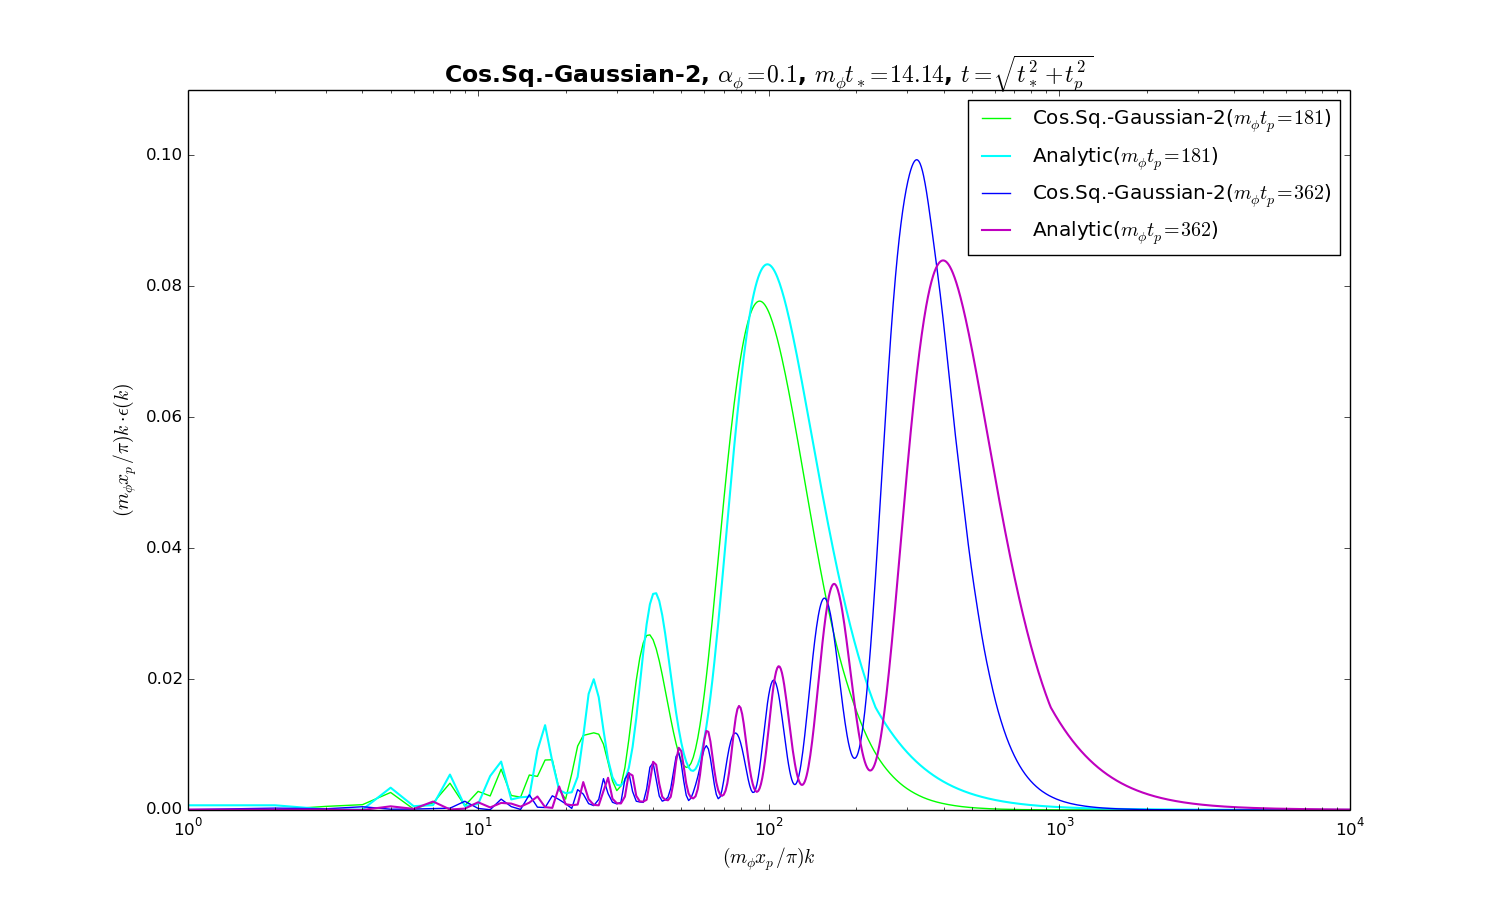 Cos.Sq.-Gaussian-2, α_ϕ=0.1, m_ϕt_*=14.14, t=√(t_*^2+t_p^2)
Cos.Sq.-Gaussian-2(m_ϕt_p=181)
Analytic(m_ϕt_p=181)
Cos.Sq.-Gaussian-2(m_ϕt_p=362)
Analytic(m_ϕt_p=362)
(m_ϕx_p/π)k·ϵ(k)
0.10
0.08
0.06
0.04
0.02
0.00
10^0 10^1 10^2 10^3 10^4
(m_ϕx_p/π)k